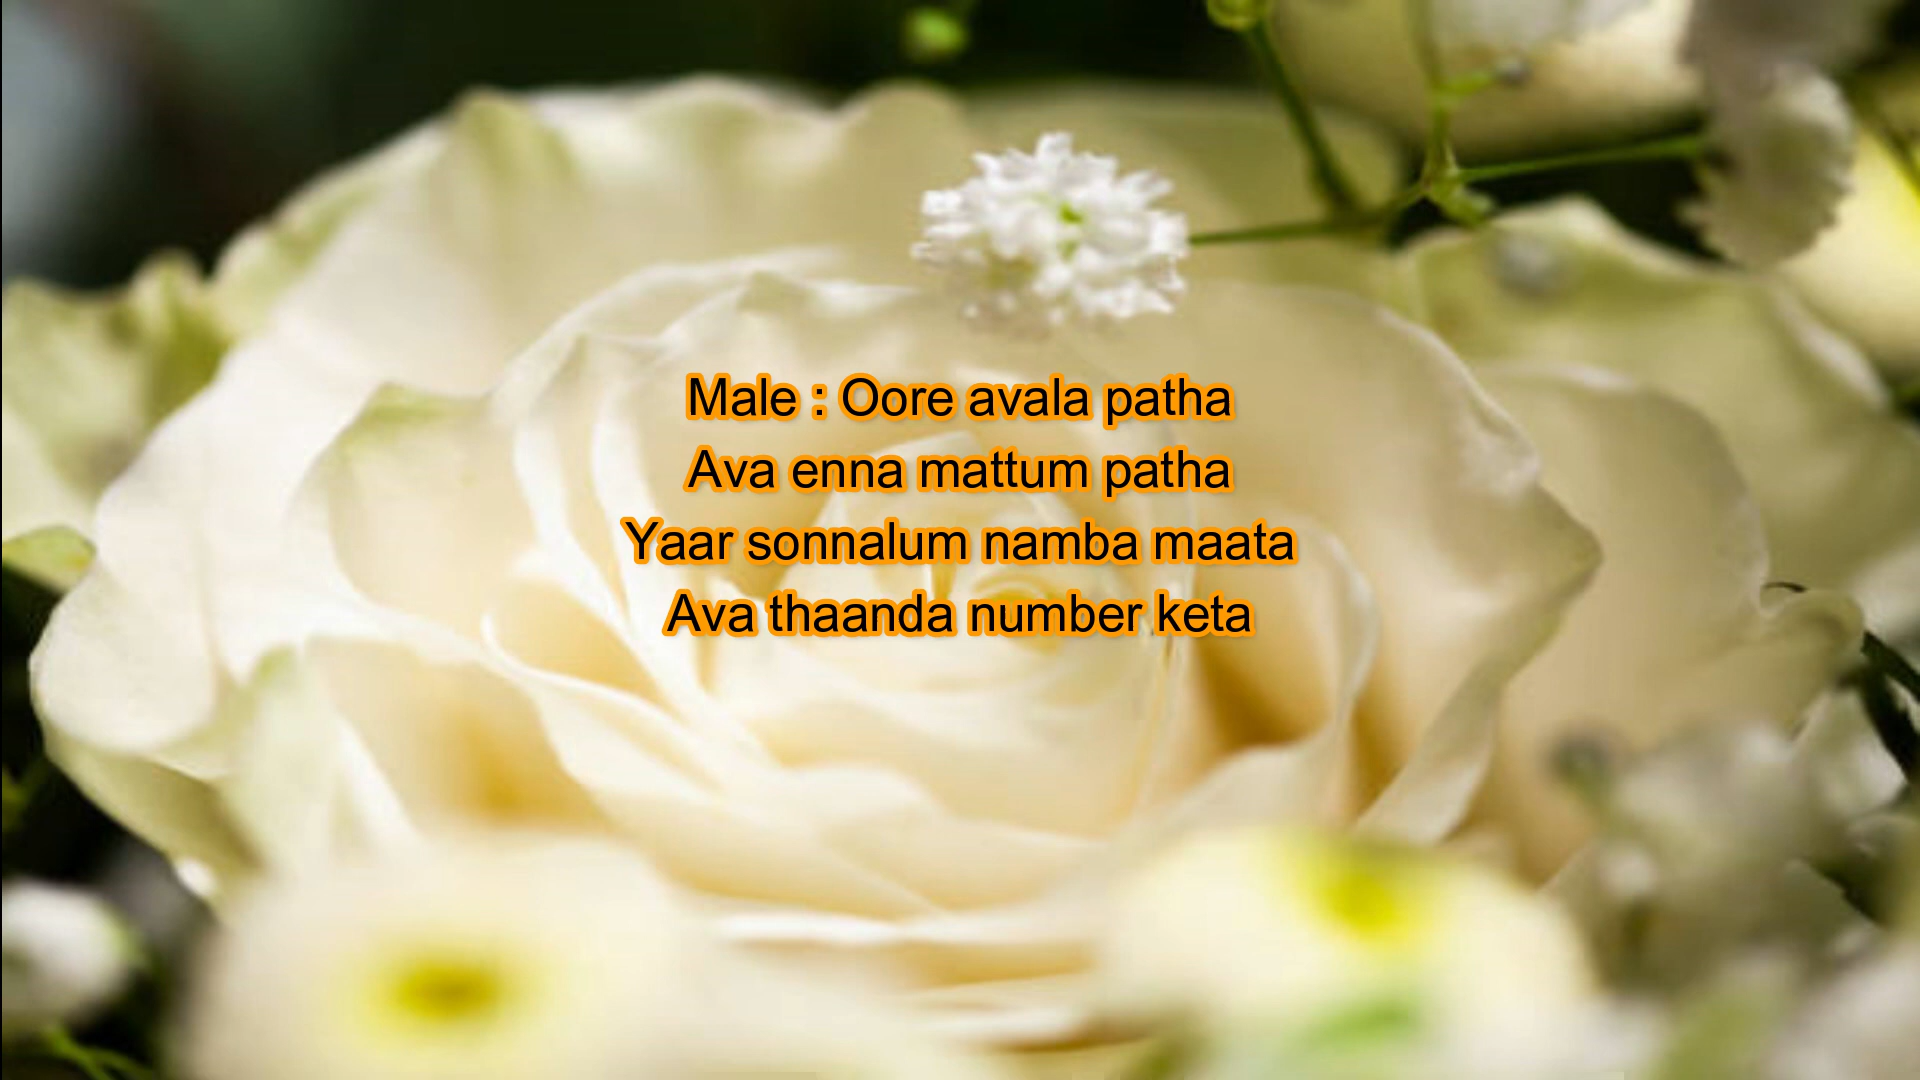 Male : Oore avala patha
Ava enna mattum patha
Yaar sonnalum namba maata
Ava thaanda number keta